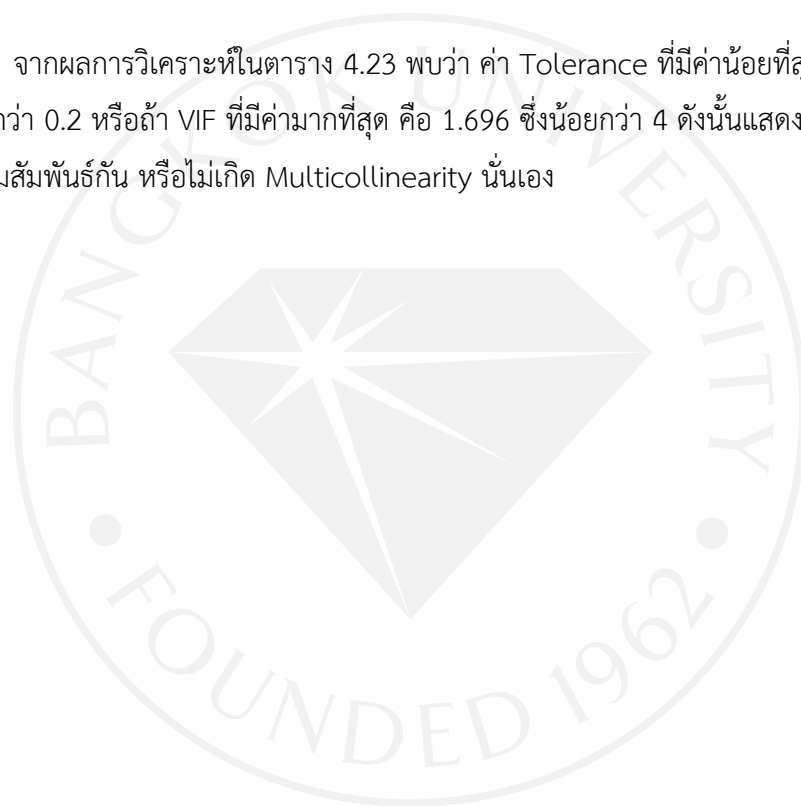 จากผลการวิเคราะห์ในตาราง 4.23 พบว่า ค่า Tolerance ที่มีค่าน้อยที่
กว่า 0.2 หรือถ้า VIF ที่มีค่ามากที่สุด คือ 1.696 ซึ่งน้อยกว่า 4 ดังนั้นแสดง
สัมพันธ์กัน หรือไม่เกิด Multicollinearity นั่นเอง
BANGKOK UNIVERSITY
FOUNDED 1962